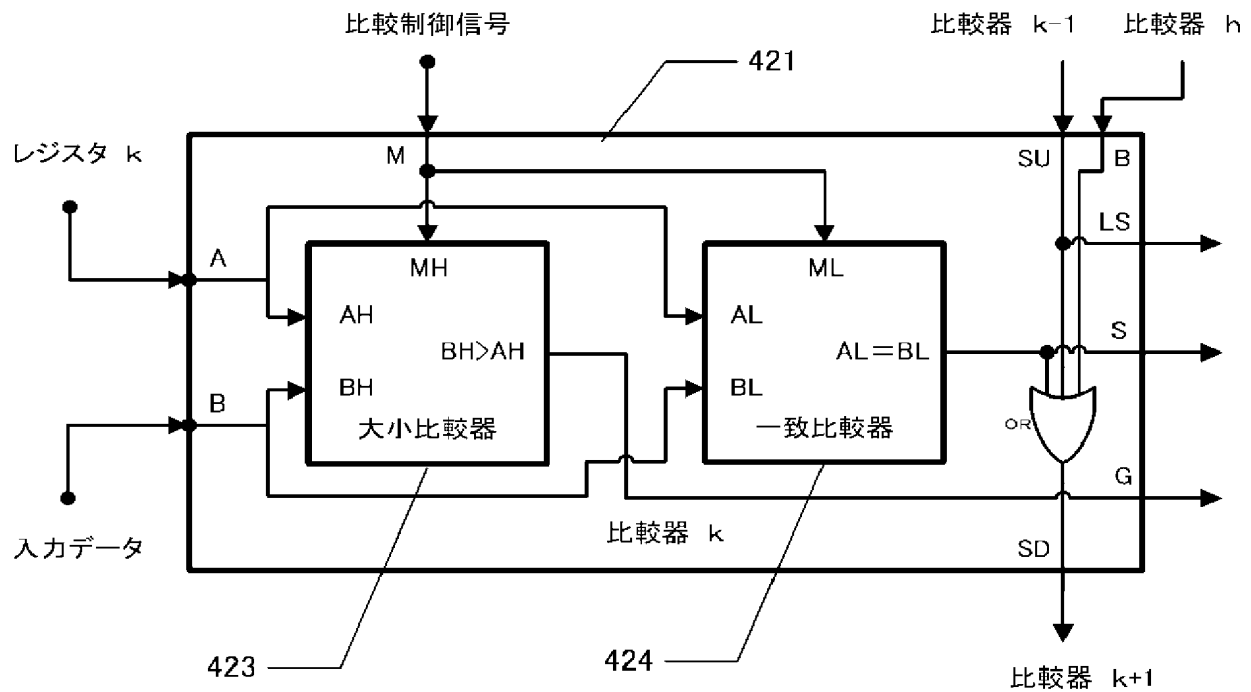 比較制御信号
比較器 k-1
比較器 h
421
レジスタ k
M
SU
B
LS
A
MH
ML
AH
AL
S
BH>AH
AL=BL
BH
BL
B
大小比較器
一致比較器
OR
G
比較器 k
入力データ
SD
423
424
比較器 k+1